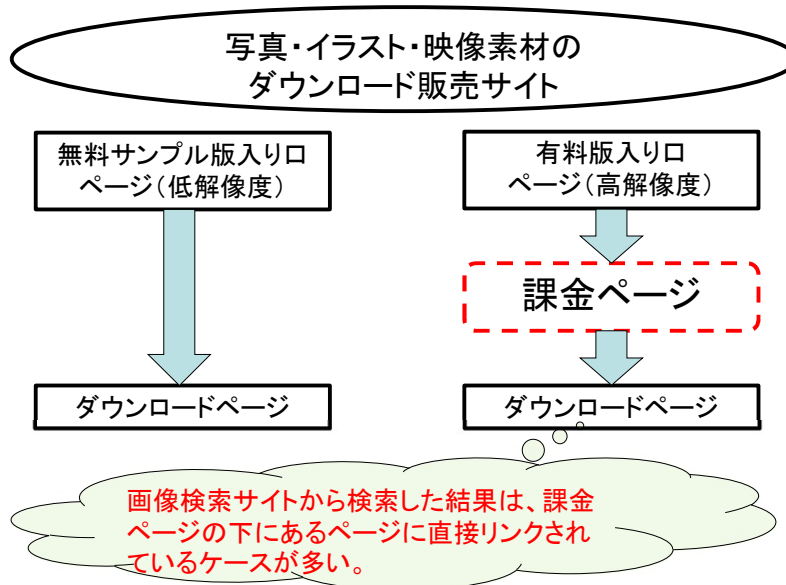 写真・イラスト・映像素材の
ダウンロード販売サイト
無料サンプル版入り口
ページ(低解像度)
有料版入り口
ページ(高解像度)
課金ページ
ダウンロードページ
ダウンロードページ
画像検索サイトから検索した結果は、課金
ページの下にあるページに直接リンクされ
ているケースが多い。